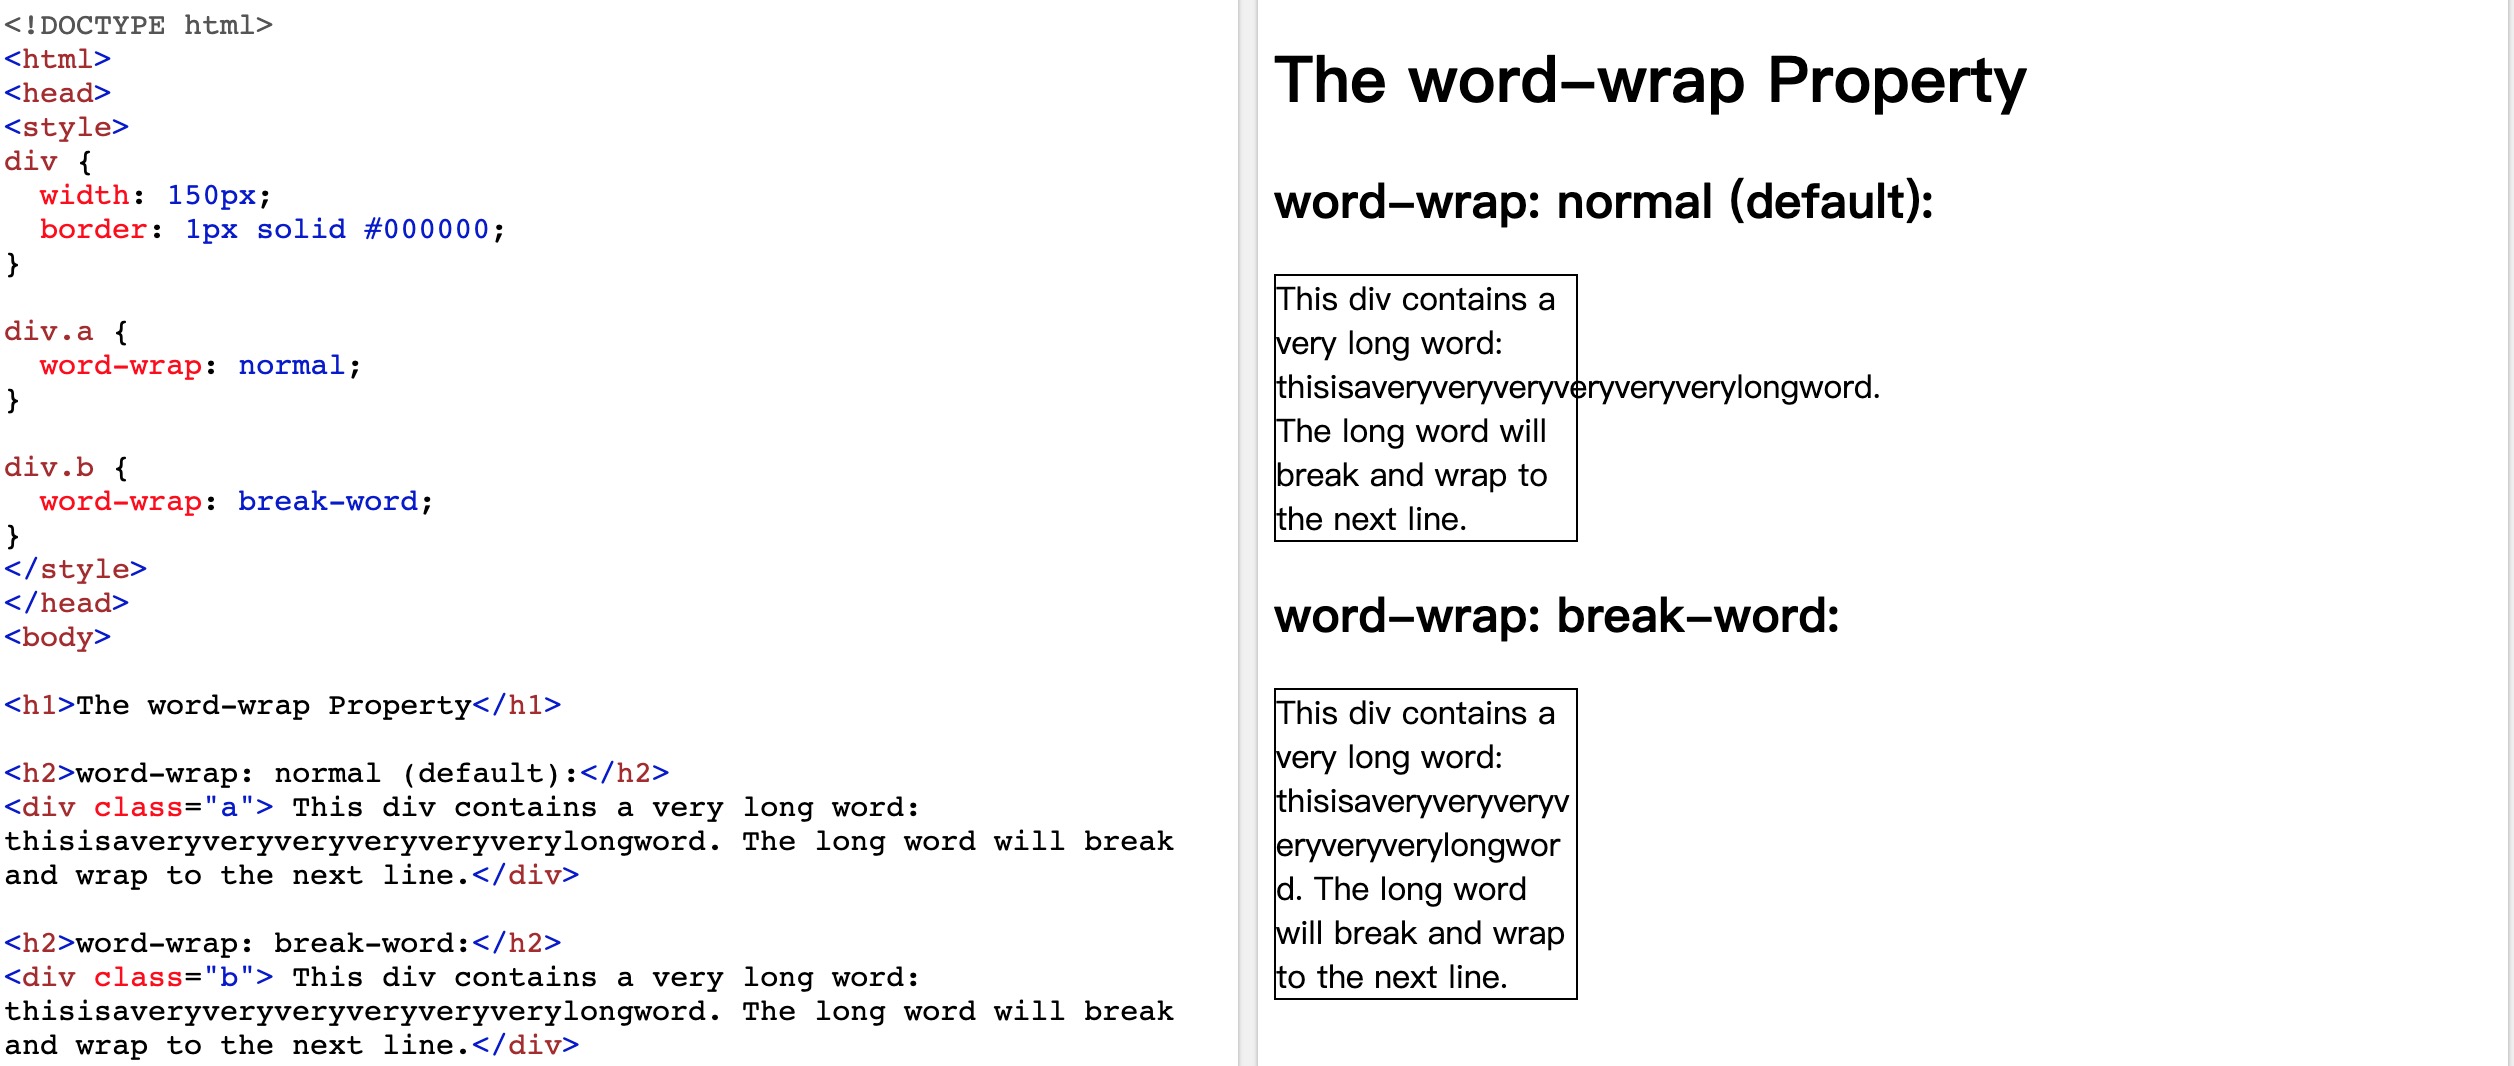 <!DOCTYPE html>
<html>
<head>
<style>
div {
  width: 150px;
  border: 1px solid #000000;
}

div.a {
  word-wrap: normal;
}

div.b {
  word-wrap: break-word;
}
</style>
</head>
<body>

<h1>The word-wrap Property</h1>

<h2>word-wrap: normal (default):</h2>
<div class="a"> This div contains a very long word:
thisisaveryveryveryveryveryverylongword. The long word will break
and wrap to the next line.</div>

<h2>word-wrap: break-word:</h2>
<div class="b"> This div contains a very long word:
thisisaveryveryveryveryveryverylongword. The long word will break
and wrap to the next line.</div>

The word-wrap Property
word-wrap: normal (default):
This div contains a
very long word:
thisisaveryveryveryveryveryverylongword.
The long word will
break and wrap to
the next line.
word-wrap: break-word:
This div contains a
very long word:
thisisaveryveryveryv
eryveryverylongwor
d. The long word
will break and wrap
to the next line.